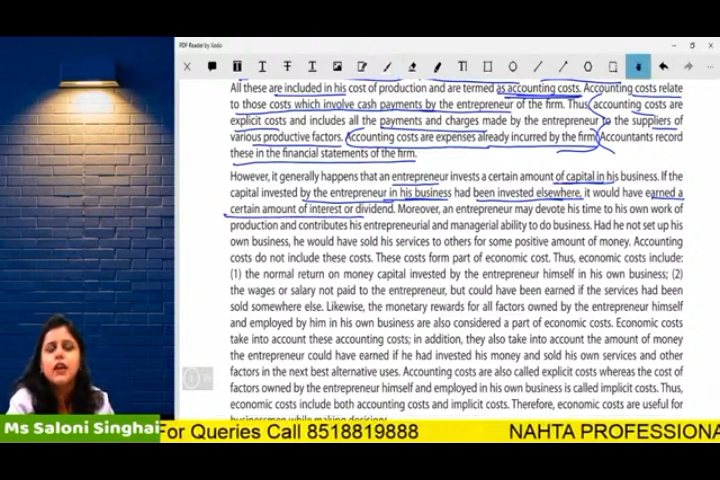 PDF Reader by Xodo
All these are included in his cost of production and are termed as accounting costs. Accounting costs relate
to those costs which involve cash payments by the entrepreneur of the firm. Thus, accounting costs are
explicit costs and includes all the payments and charges made by the entrepreneur to the suppliers of
various productive factors. Accounting costs are expenses already incurred by the firm. Accountants record
these in the financial statements of the firm.
However, it generally happens that an entrepreneur invests a certain amount of capital in his business. If the
capital invested by the entrepreneur in his business had been invested elsewhere, it would have earned a
certain amount of interest or dividend. Moreover, an entrepreneur may devote his time to his own work of
production and contributes his entrepreneurial and managerial ability to do business. Had he not set up his
own business, he would have sold his services to others for some positive amount of money. Accounting
costs do not include these costs. These costs form part of economic cost. Thus, economic costs include:
(1) the normal return on money capital invested by the entrepreneur himself in his own business; (2)
the wages or salary not paid to the entrepreneur, but could have been earned if the services had been
sold somewhere else. Likewise, the monetary rewards for all factors owned by the entrepreneur himself
and employed by him in his own business are also considered a part of economic costs. Economic costs
take into account these accounting costs; in addition, they also take into account the amount of money
the entrepreneur could have earned if he had invested his money and sold his own services and other
factors in the next best alternative uses. Accounting costs are also called explicit costs whereas the cost of
factors owned by the entrepreneur himself and employed in his own business is called implicit costs. Thus,
economic costs include both accounting costs and implicit costs. Therefore, economic costs are useful for
businessmen while making decisions.
Ms Saloni Singhai
For Queries Call 8518819888
NAHTA PROFESSIONA